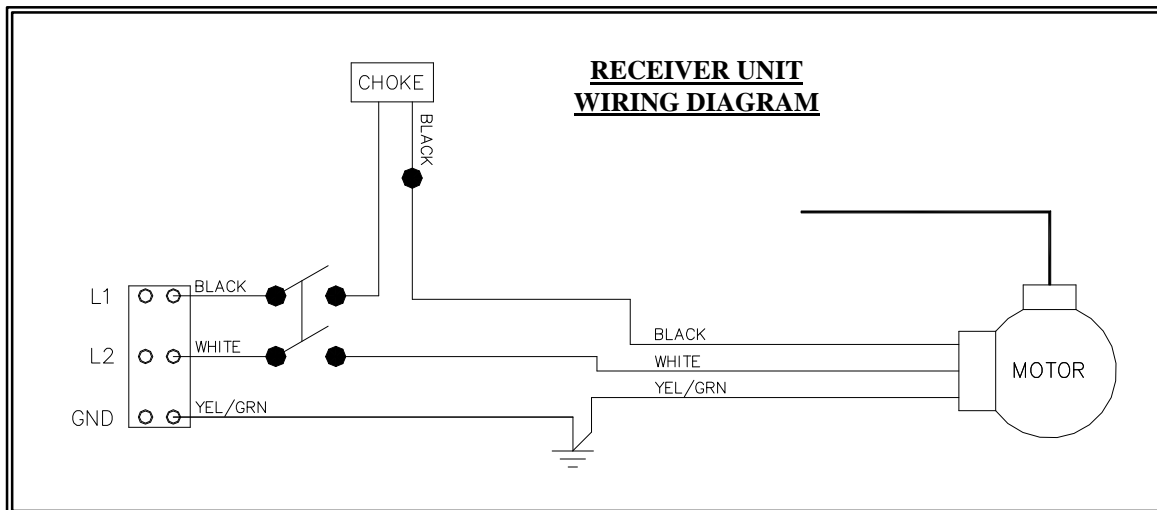 RECEIVER UNIT
WIRING DIAGRAM
CHOKE
BLACK
L1
BLACK
L2
WHITE
GND
YEL/GRN
BLACK
WHITE
YEL/GRN
MOTOR